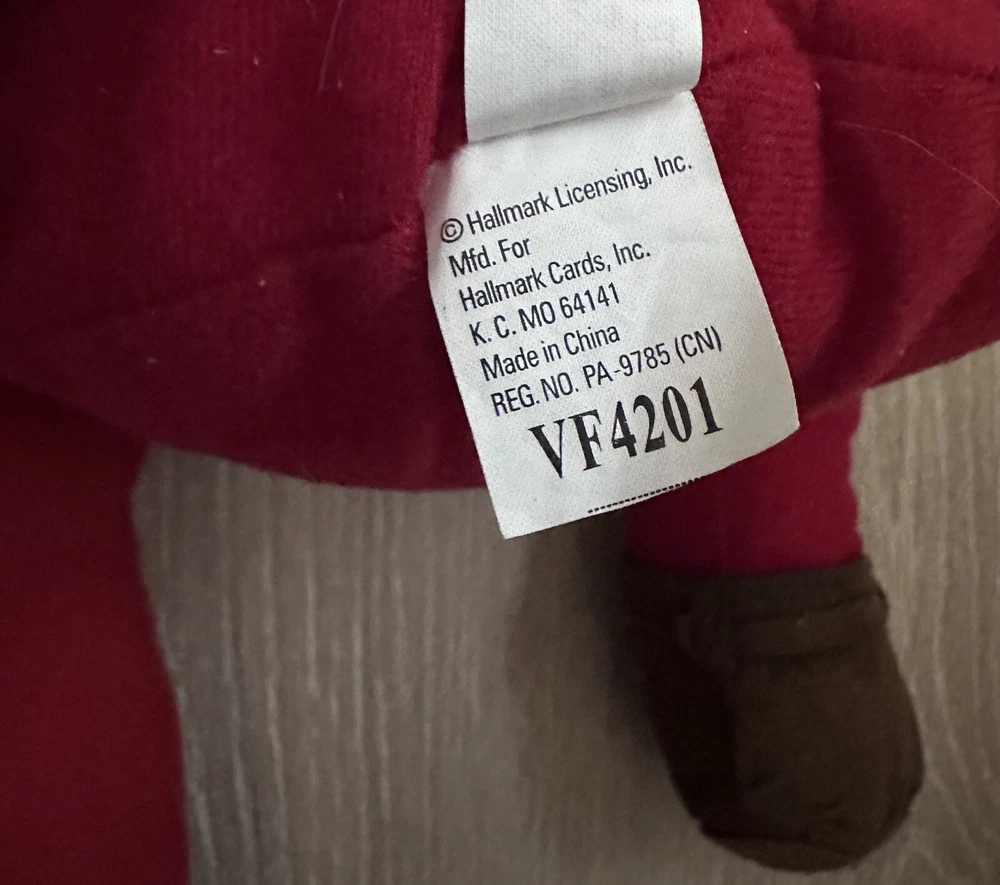 © Hallmark Licensing, Inc.
Mfd. For
Hallmark Cards, Inc.
K. C. MO 64141
Made in China
REG. NO. PA-9785 (CN)
VF4201